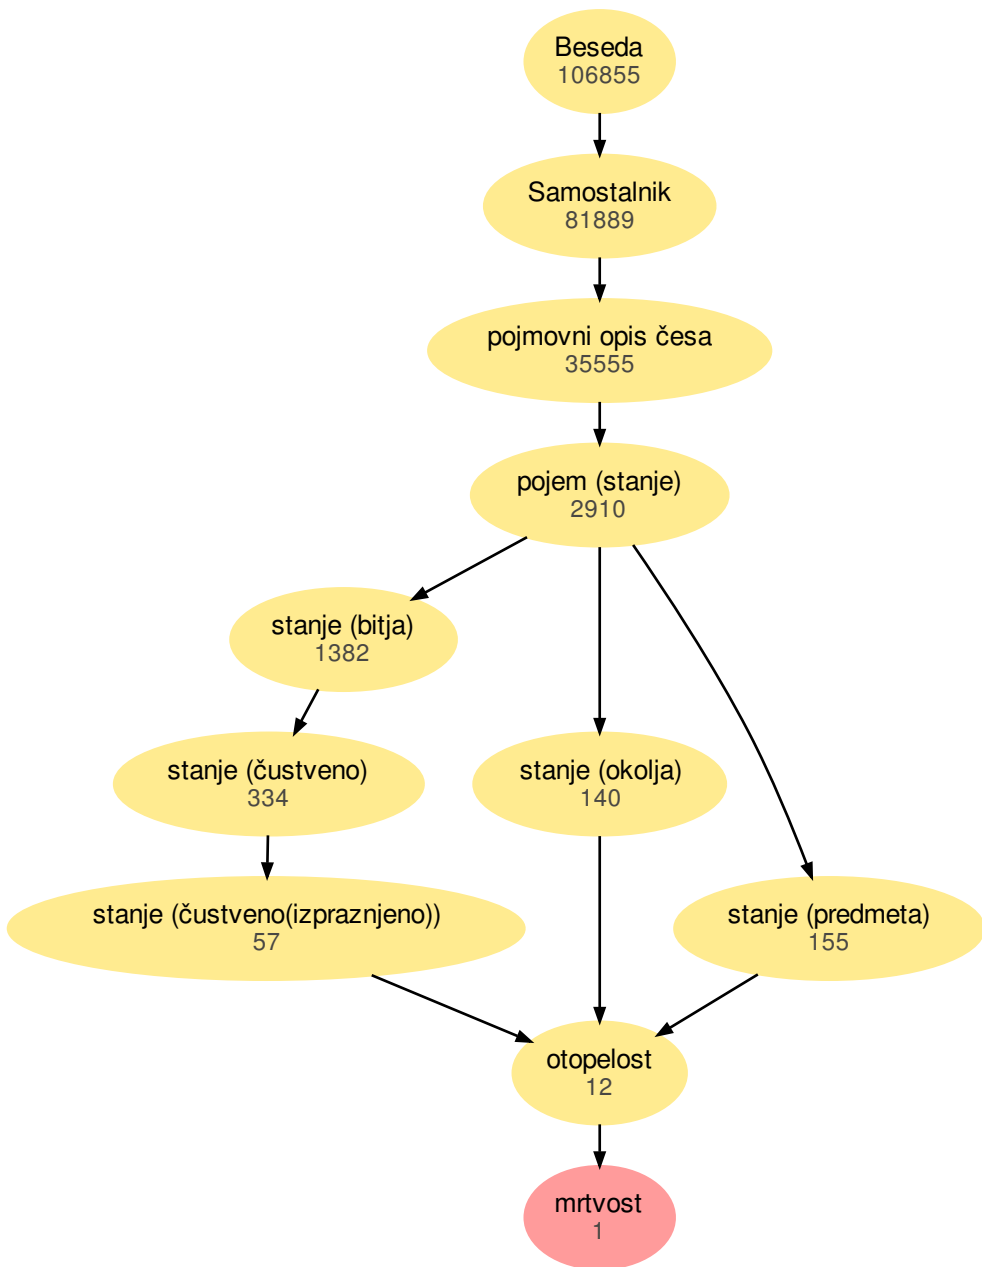 Beseda
106855
Samostalnik
81889
pojmovni opis česa
35555
pojem (stanje)
2910
stanje (bitja)
1382
stanje (čustveno)
334
stanje (okolja)
140
stanje (čustveno(izpraznjeno))
57
stanje (predmeta)
155
otopelost
12
mrtvost
1